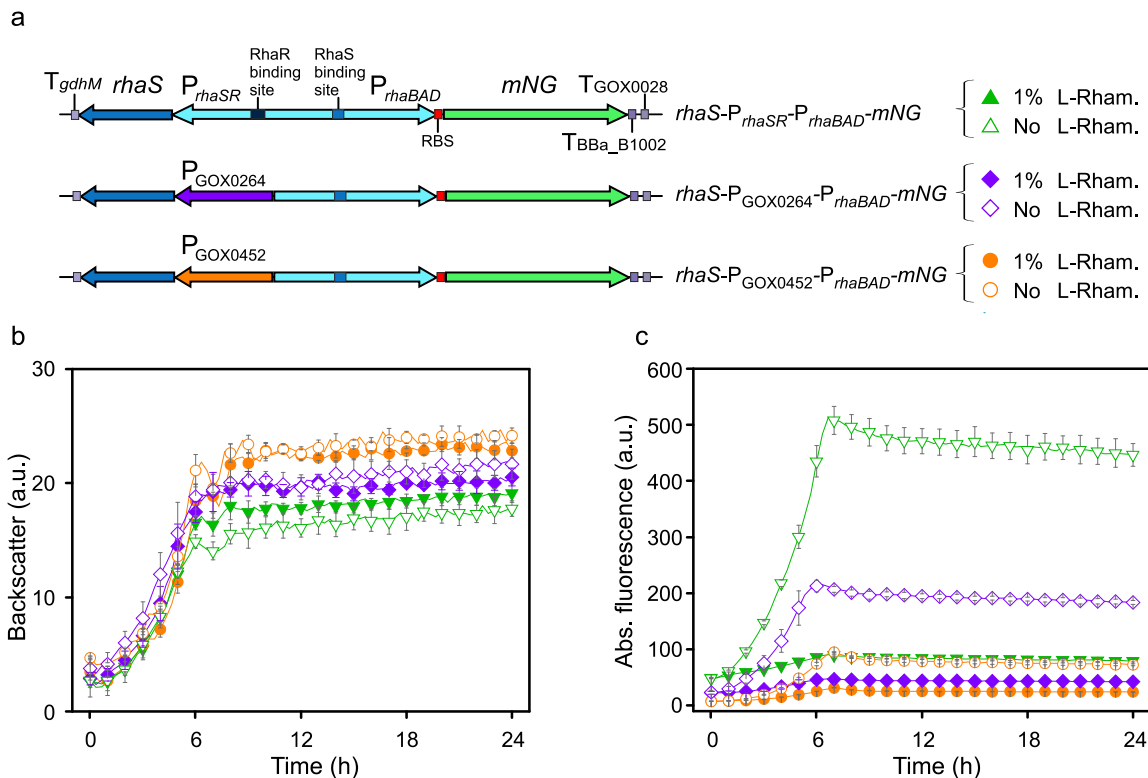 a
RhaR binding site
RhaS binding site
TgdhM
rhaS
PrhaSR
PrhaBAD
mNG
TGOX0028
RBS
TBBa_B1002
rhaS-PrhaSR-PrhaBAD-mNG
1% L-Rham.
No L-Rham.
PGOX0264
rhaS-PGOX0264-PrhaBAD-mNG
1% L-Rham.
No L-Rham.
PGOX0452
rhaS-PGOX0452-PrhaBAD-mNG
1% L-Rham.
No L-Rham.
b
30
20
10
0
Backscatter (a.u.)
0 6 12 18 24
Time (h)
c
600
500
400
300
200
100
0
Abs. fluorescence (a.u.)
0 6 12 18 24
Time (h)